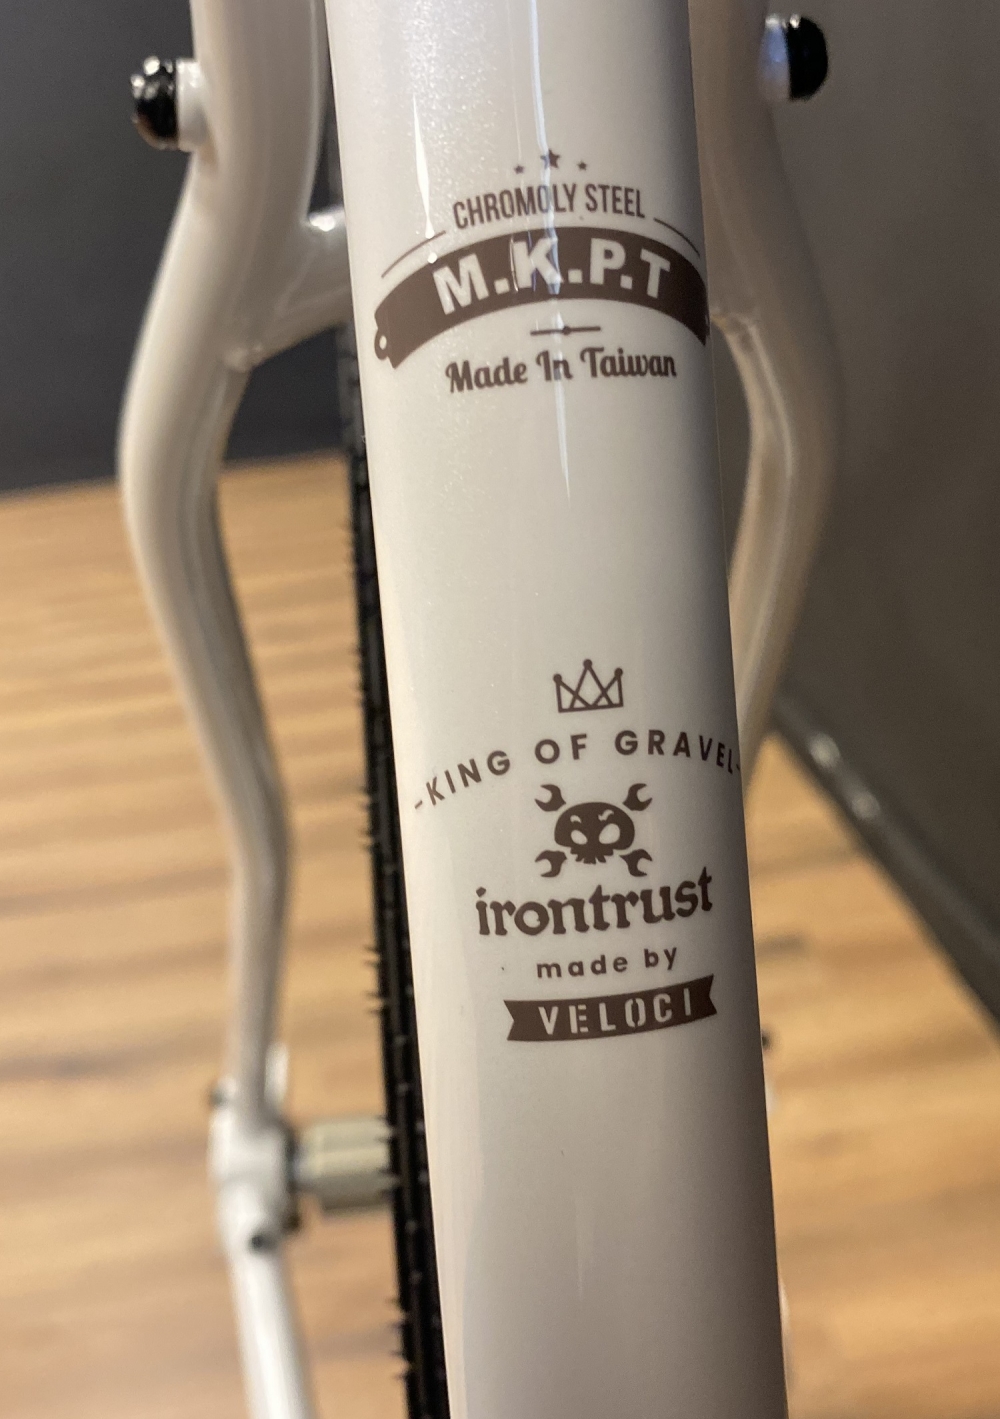 CHROMOLY STEEL
M.K.P.T
Made In Taiwan
-KING OF GRAVEL-
irontrust
made by
VELOCI